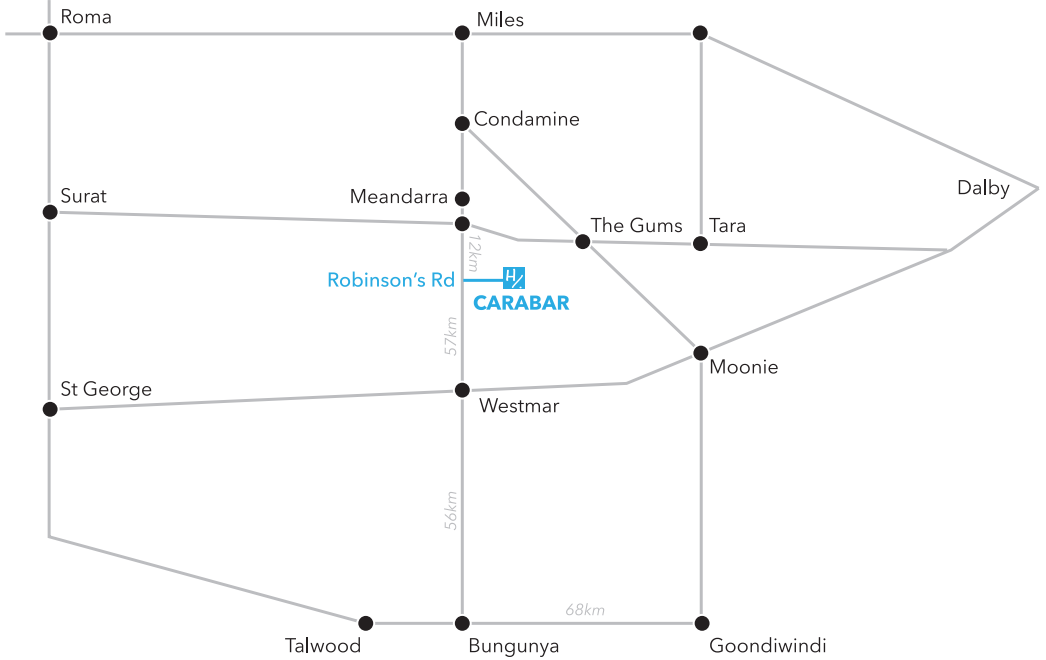 Roma
Miles
Condamine
Surat
Meandarra
The Gums
Tara
Dalby
12km
Robinson's Rd
H
CARABAR
57km
Moonie
St George
Westmar
56km
68km
Talwood
Bungunya
Goondiwindi